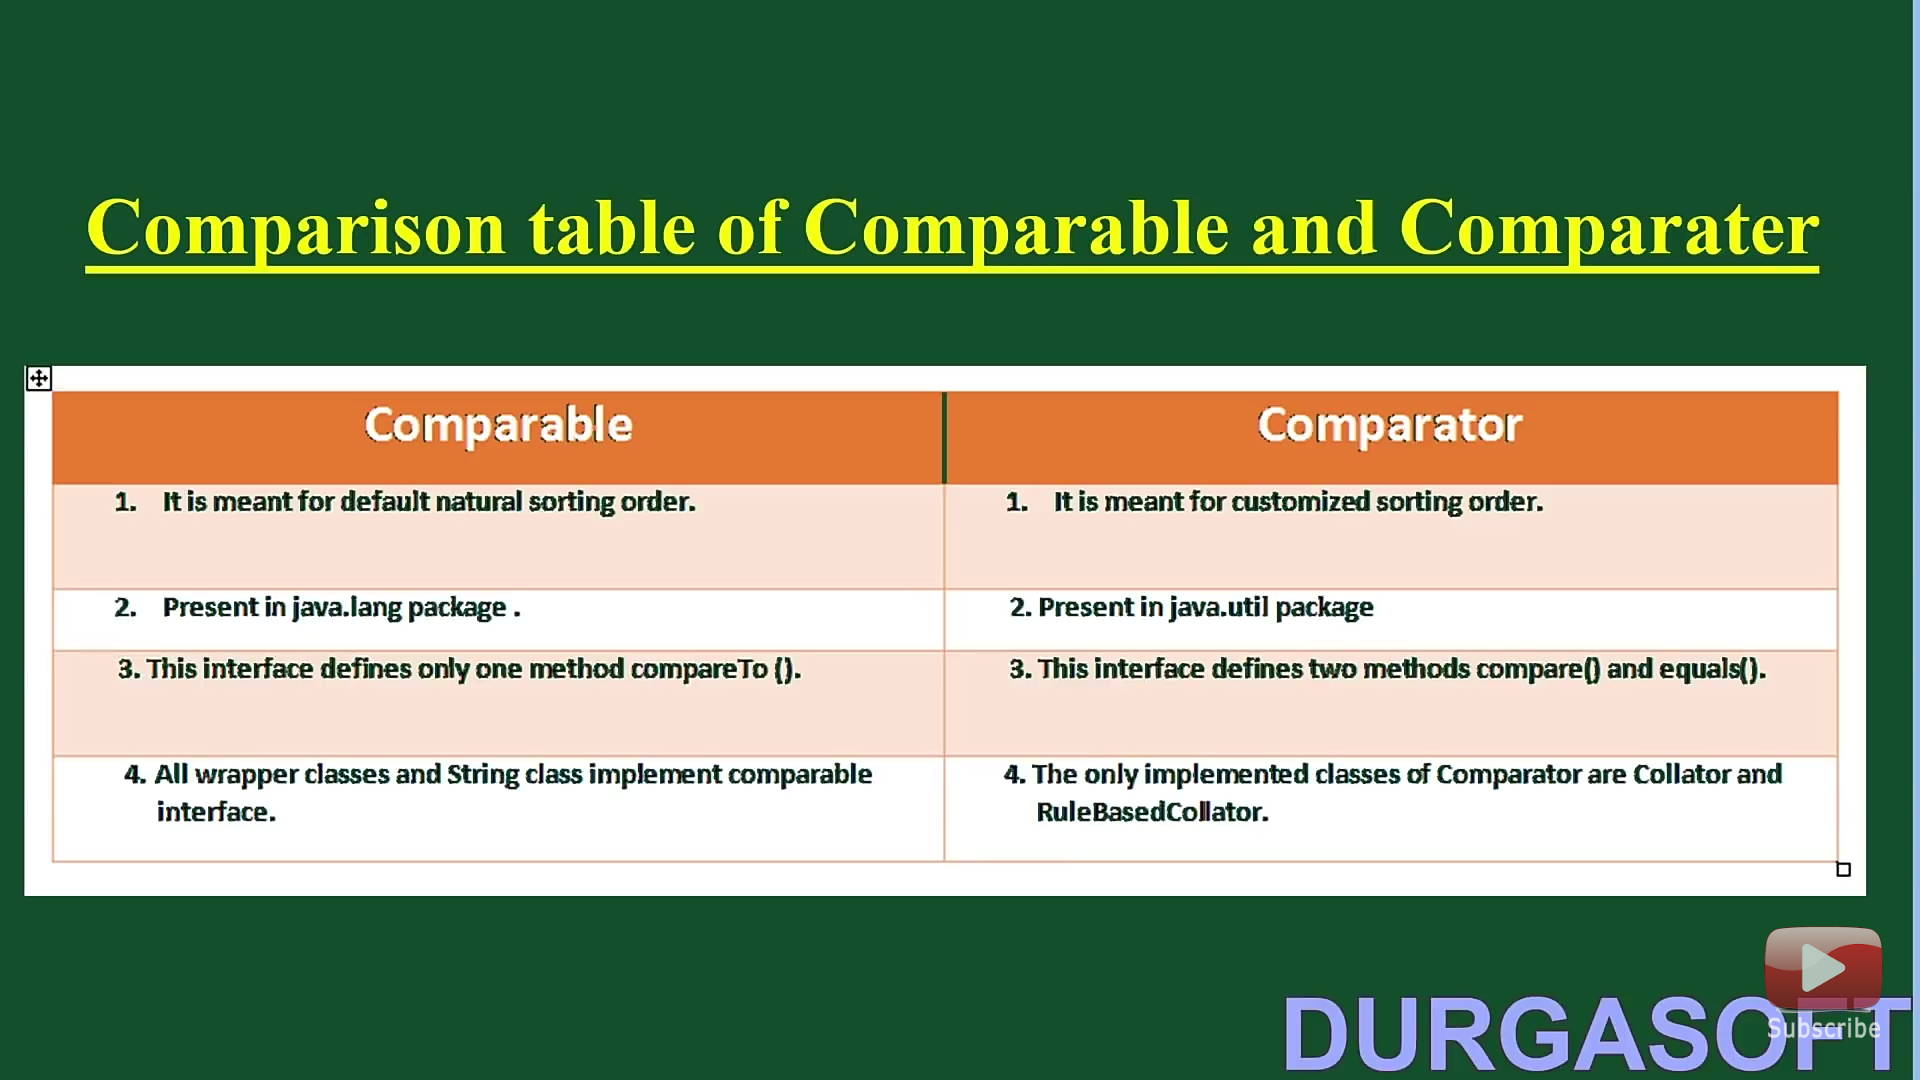 Comparison table of Comparable and Comparater
Comparable
Comparator
1. It is meant for default natural sorting order.
1. It is meant for customized sorting order.
2. Present in java.lang package .
2. Present in java.util package
3. This interface defines only one method compareTo ().
3. This interface defines two methods compare() and equals().
4. All wrapper classes and String class implement comparable
interface.
4. The only implemented classes of Comparator are Collator and
RuleBasedCollator.
Subscribe
DURGASOFT